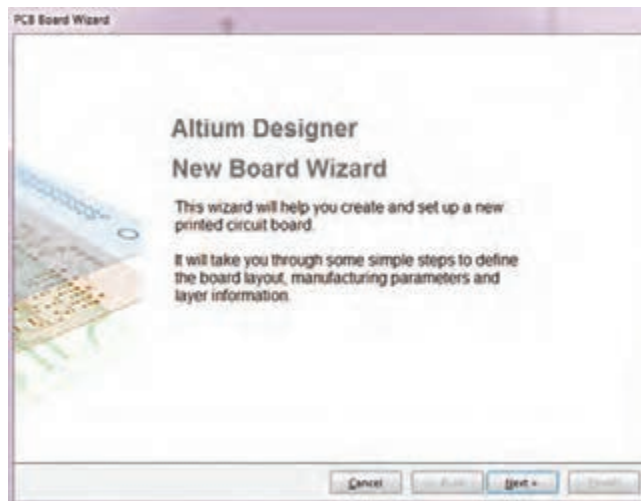 PCB Board Wizard
Altium Designer
New Board Wizard
This wizard will help you create and set up a new
printed circuit board.
It will take you through some simple steps to define
the board layout, manufacturing parameters and
layer information.
Cancel
Next >